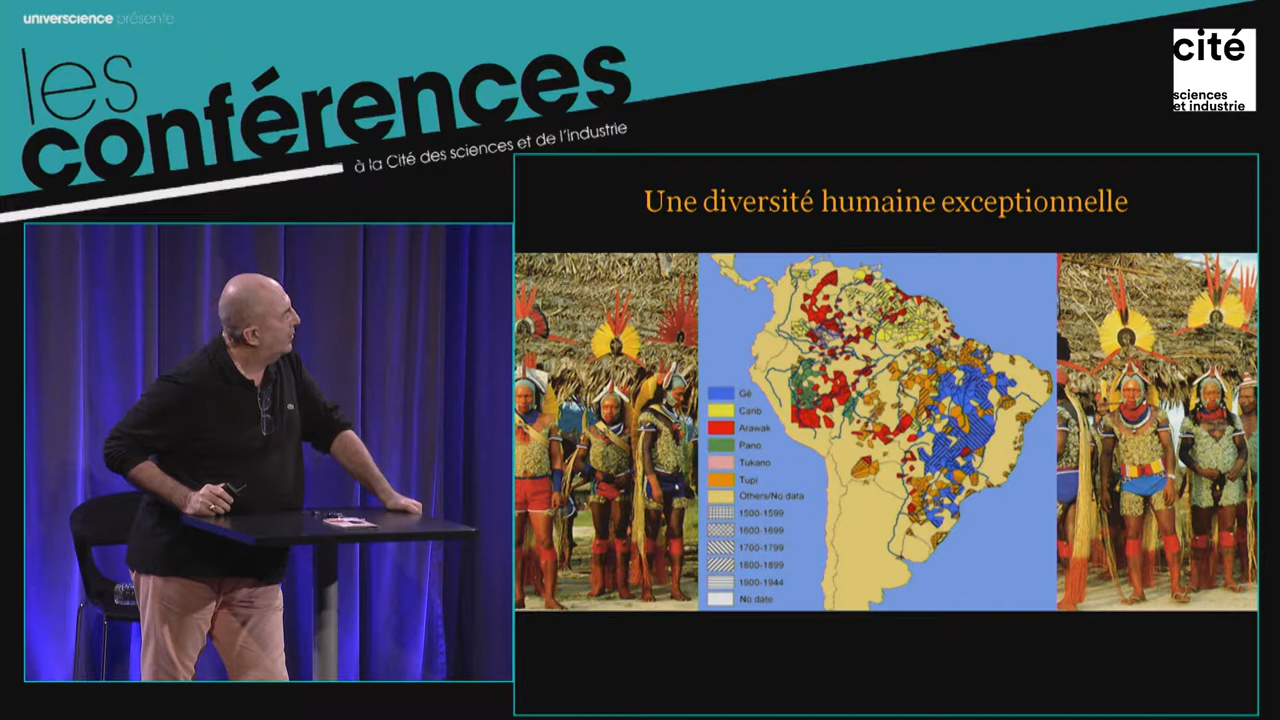 universcience présente
les
conférences
à la Cité des sciences et de l'industrie
cité
sciences
et industrie
Une diversité humaine exceptionnelle
Gê
Carib
Arawak
Pano
Tukano
Tupi
Others/No data
1500-1599
1600-1699
1700-1799
1800-1899
1900-1944
No date